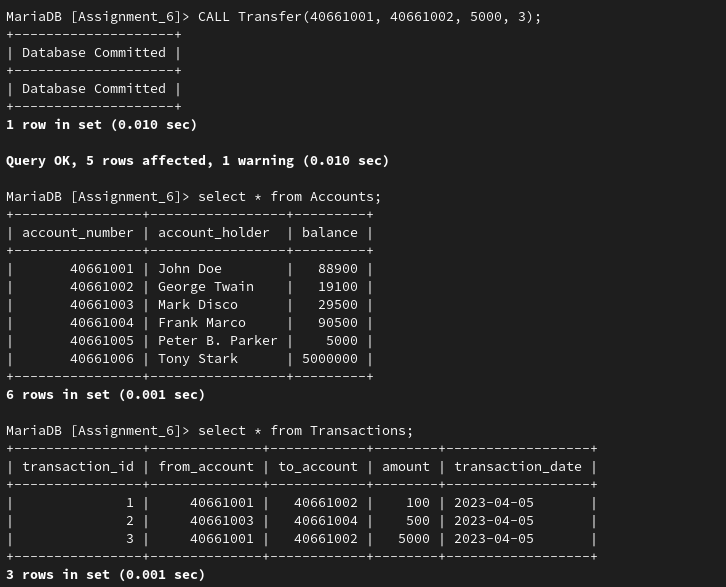 MariaDB [Assignment_6]> CALL Transfer(40661001, 40661002, 5000, 3);
+--------------------+
| Database Committed |
+--------------------+
| Database Committed |
+--------------------+
1 row in set (0.010 sec)

Query OK, 5 rows affected, 1 warning (0.010 sec)

MariaDB [Assignment_6]> select * from Accounts;
+----------------+-----------------+---------+
| account_number | account_holder  | balance |
+----------------+-----------------+---------+
|       40661001 | John Doe        |   88900 |
|       40661002 | George Twain    |   19100 |
|       40661003 | Mark Disco      |   29500 |
|       40661004 | Frank Marco     |   90500 |
|       40661005 | Peter B. Parker |    5000 |
|       40661006 | Tony Stark      | 5000000 |
+----------------+-----------------+---------+
6 rows in set (0.001 sec)

MariaDB [Assignment_6]> select * from Transactions;
+----------------+--------------+------------+--------+------------------+
| transaction_id | from_account | to_account | amount | transaction_date |
+----------------+--------------+------------+--------+------------------+
|              1 |     40661001 |   40661002 |    100 | 2023-04-05       |
|              2 |     40661003 |   40661004 |    500 | 2023-04-05       |
|              3 |     40661001 |   40661002 |   5000 | 2023-04-05       |
+----------------+--------------+------------+--------+------------------+
3 rows in set (0.001 sec)